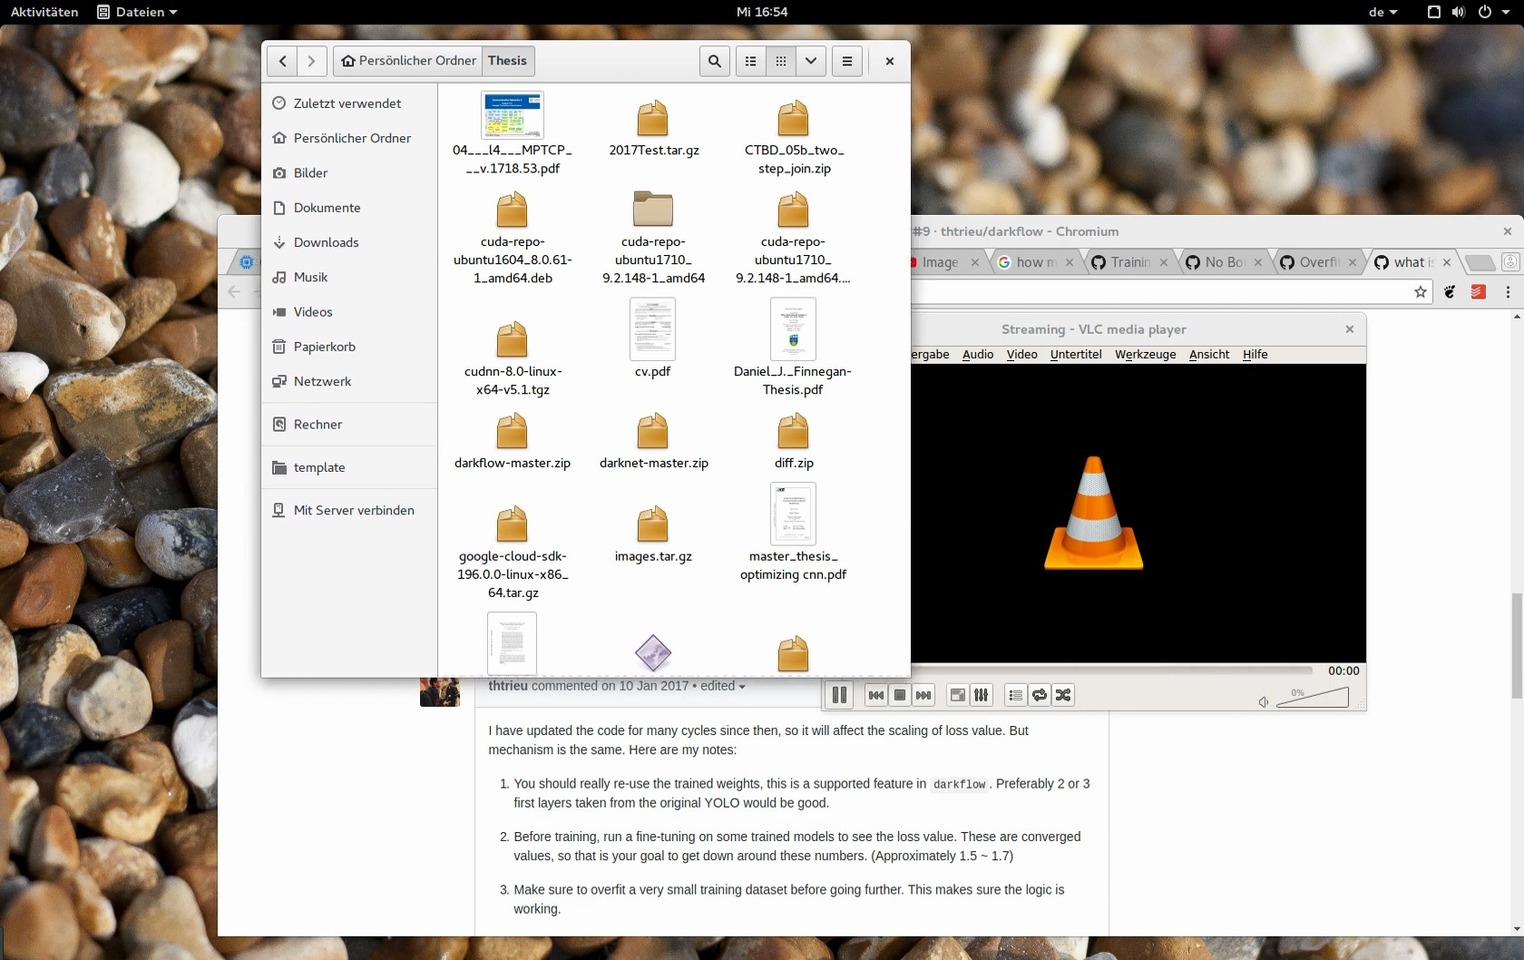 Aktivitäten Dateien Mi 16:54 de
Persönlicher Ordner Thesis
Zuletzt verwendet
Persönlicher Ordner
Bilder
Dokumente
Downloads
Musik
Videos
Papierkorb
Netzwerk
Rechner
template
Mit Server verbinden
04___l4___MPTCP_
__v.1718.53.pdf
2017Test.tar.gz
CTBD_05b_two_
step_join.zip
cuda-repo-
ubuntu1604_8.0.61-
1_amd64.deb
cuda-repo-
ubuntu1710_
9.2.148-1_amd64
cuda-repo-
ubuntu1710_
9.2.148-1_amd64....
cudnn-8.0-linux-
x64-v5.1.tgz
cv.pdf
Daniel_J._Finnegan-
Thesis.pdf
darkflow-master.zip
darknet-master.zip
diff.zip
google-cloud-sdk-
196.0.0-linux-x86_
64.tar.gz
images.tar.gz
master_thesis_
optimizing cnn.pdf
#9 · thtrieu/darkflow - Chromium
Image how m Trainin No Bo Overfi what is
Streaming - VLC media player
ergabe Audio Video Untertitel Werkzeuge Ansicht Hilfe
00:00
0%
thtrieu commented on 10 Jan 2017 • edited
I have updated the code for many cycles since then, so it will affect the scaling of loss value. But
mechanism is the same. Here are my notes:
1. You should really re-use the trained weights, this is a supported feature in darkflow. Preferably 2 or 3
first layers taken from the original YOLO would be good.
2. Before training, run a fine-tuning on some trained models to see the loss value. These are converged
values, so that is your goal to get down around these numbers. (Approximately 1.5 ~ 1.7)
3. Make sure to overfit a very small training dataset before going further. This makes sure the logic is
working.